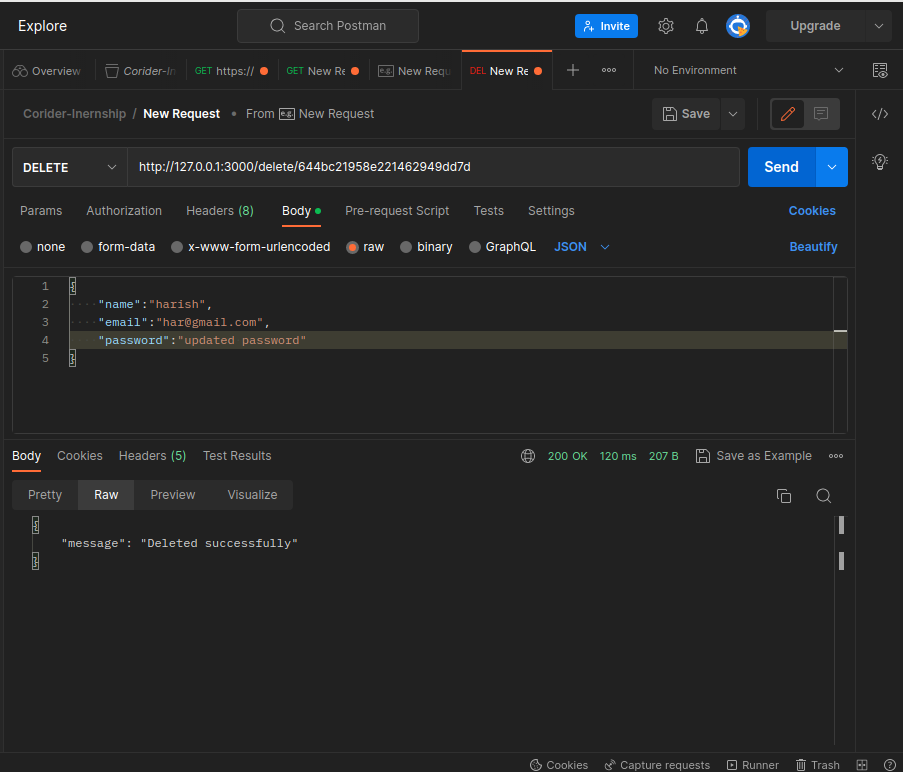 Explore
Search Postman
Invite
Upgrade
Overview
Corider-In
GET https://
GET New Re
e.g. New Requ
DEL New Re
No Environment
Corider-Inernship / New Request • From e.g. New Request
Save
DELETE
http://127.0.0.1:3000/delete/644bc21958e221462949dd7d
Send
Params Authorization Headers (8) Body Pre-request Script Tests Settings Cookies
none form-data x-www-form-urlencoded raw binary GraphQL JSON Beautify
1 {
2 ····"name":"harish",
3 ····"email":"har@gmail.com",
4 "password":"updated password"
5 }
Body Cookies Headers (5) Test Results 200 OK 120 ms 207 B Save as Example
Pretty Raw Preview Visualize
{
"message": "Deleted successfully"
}
Cookies Capture requests Runner Trash